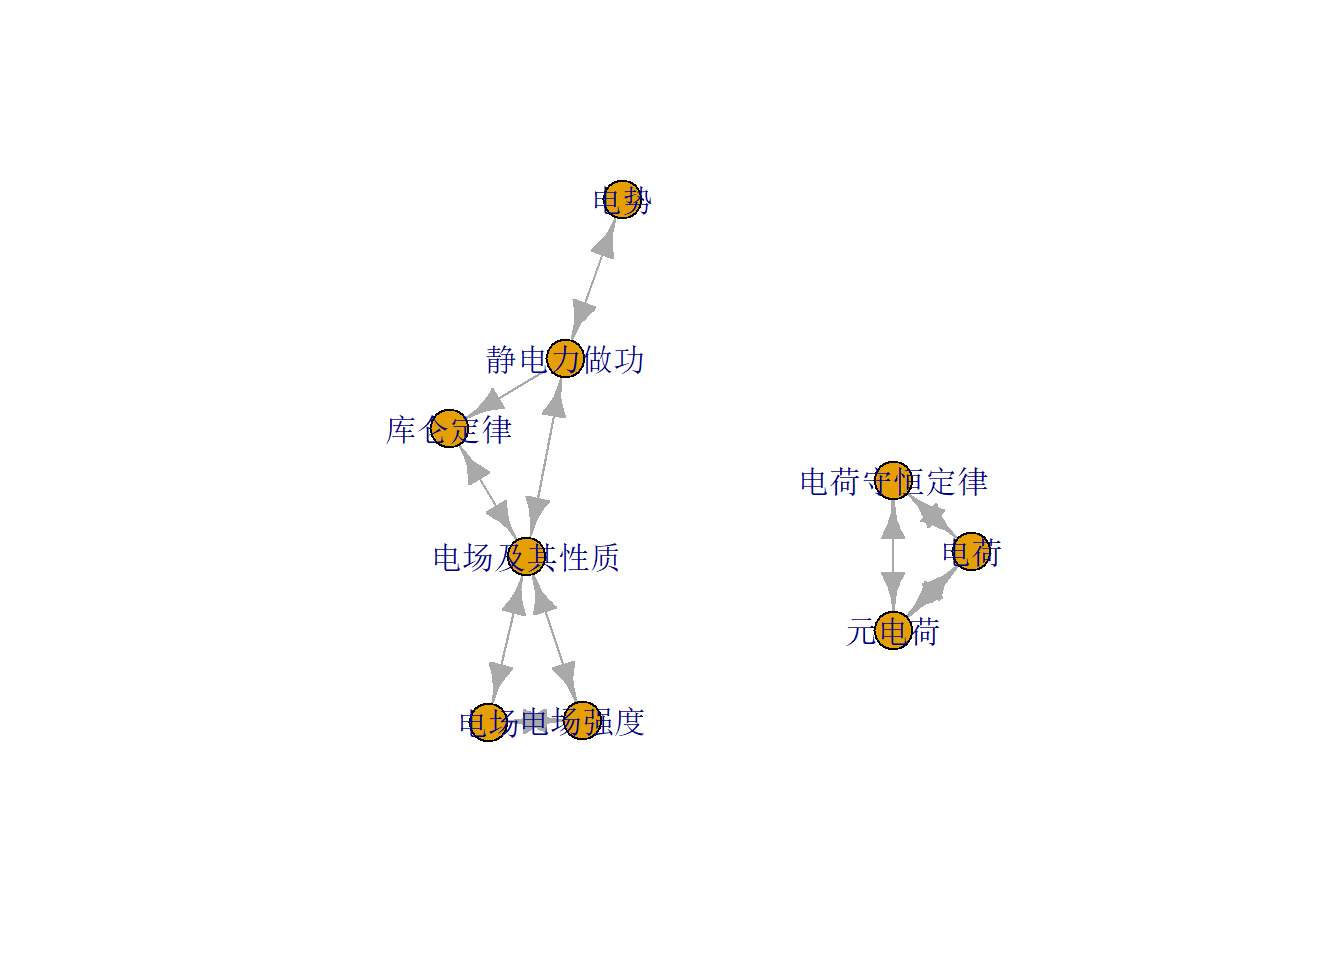 电势
静电力做功
库仑定律
电荷守恒定律
电荷
电场及其性质
元电荷
电场
电场强度